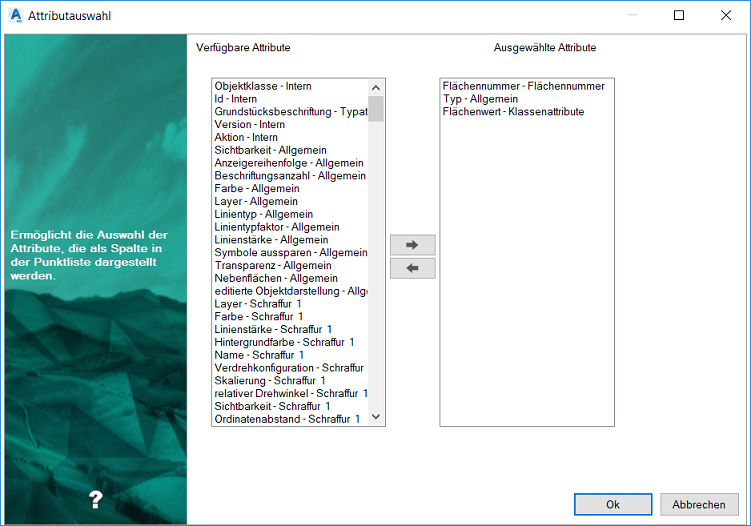 Attributauswahl
Verfügbare Attribute
Ausgewählte Attribute
Objektklasse - Intern
Id - Intern
Grundstücksbeschriftung - Typat
Version - Intern
Aktion - Intern
Sichtbarkeit - Allgemein
Anzeigereihenfolge - Allgemein
Beschriftungsanzahl - Allgemein
Farbe - Allgemein
Layer - Allgemein
Linientyp - Allgemein
Linientypfaktor - Allgemein
Linienstärke - Allgemein
Symbole aussparen - Allgemein
Transparenz - Allgemein
Nebenflächen - Allgemein
editierte Objektdarstellung - Allge
Layer - Schraffur 1
Farbe - Schraffur 1
Linienstärke - Schraffur 1
Hintergrundfarbe - Schraffur 1
Name - Schraffur 1
Verdrehkonfiguration - Schraffur
Skalierung - Schraffur 1
relativer Drehwinkel - Schraffur 1
Sichtbarkeit - Schraffur 1
Ordinatenabstand - Schraffur 1
Flächennummer - Flächennummer
Typ - Allgemein
Flächenwert - Klassenattribute
Ermöglicht die Auswahl der
Attribute, die als Spalte in
der Punktliste dargestellt
werden.
?
Ok
Abbrechen